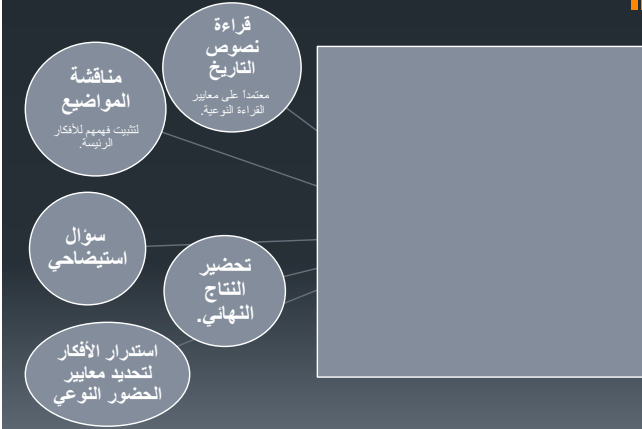 قراءة
نصوص
التاريخ
معتمداً على معايير
القراءة النوعية.
مناقشة
المواضيع
لتثبيت فهمهم للأفكار
الرئيسة.
سؤال
استيضاحي
تحضير
النتاج
النهائي.
استدرار الأفكار
لتحديد معايير
الحضور النوعي